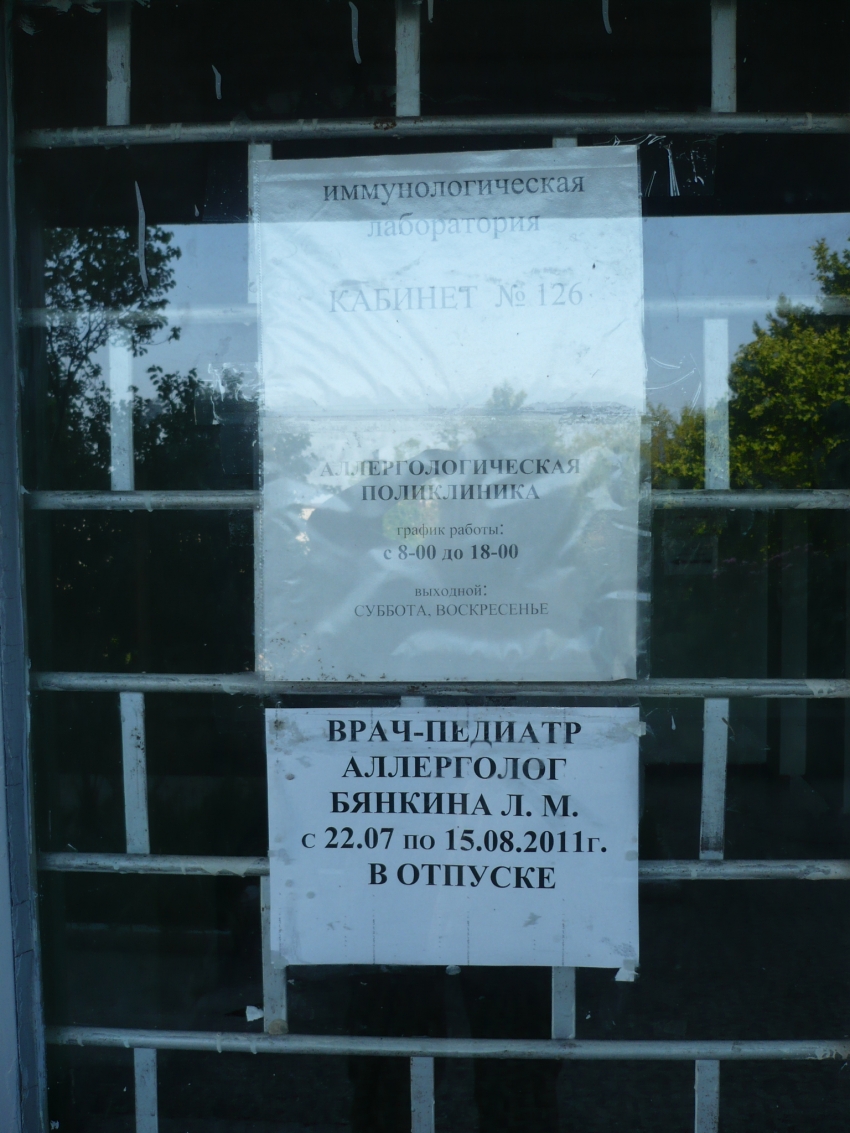 иммунологическая
лаборатория
КАБИНЕТ № 126
АЛЛЕРГОЛОГИЧЕСКАЯ
ПОЛИКЛИНИКА
график работы:
с 8-00 до 18-00
выходной:
СУББОТА, ВОСКРЕСЕНЬЕ
ВРАЧ-ПЕДИАТР
АЛЛЕРГОЛОГ
БЯНКИНА Л. М.
С 22.07 ПО 15.08.2011г.
В ОТПУСКЕ